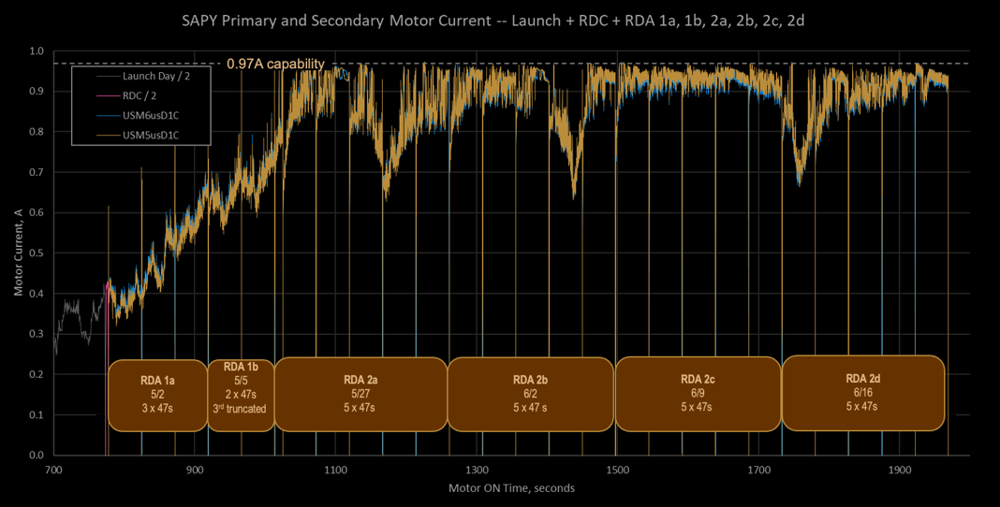 SAPY Primary and Secondary Motor Current -- Launch + RDC + RDA 1a, 1b, 2a, 2b, 2c, 2d
0.97A capability
Launch Day / 2
RDC / 2
USM6usD1C
USM5usD1C
Motor Current, A
1.0
0.9
0.8
0.7
0.6
0.5
0.4
0.3
0.2
0.1
0.0
RDA 1a
5/2
3 x 47s
RDA 1b
5/5
2 x 47s
3rd truncated
RDA 2a
5/27
5 x 47s
RDA 2b
6/2
5 x 47 s
RDA 2c
6/9
5 x 47s
RDA 2d
6/16
5 x 47s
700 900 1100 1300 1500 1700 1900
Motor ON Time, seconds